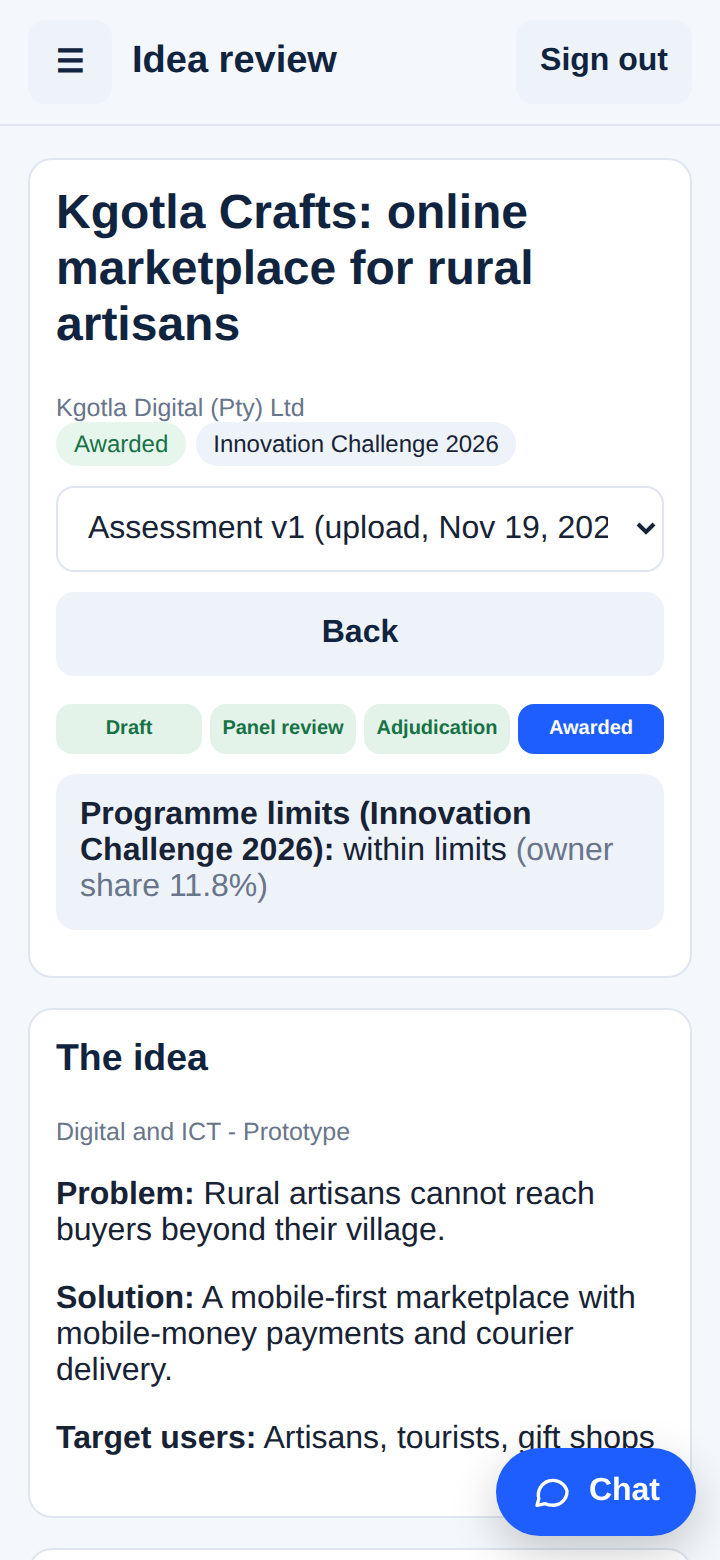 ☰ Idea review Sign out
Kgotla Crafts: online
marketplace for rural
artisans
Kgotla Digital (Pty) Ltd
Awarded Innovation Challenge 2026
Assessment v1 (upload, Nov 19, 202
Back
Draft Panel review Adjudication Awarded
Programme limits (Innovation
Challenge 2026): within limits (owner
share 11.8%)
The idea
Digital and ICT - Prototype
Problem: Rural artisans cannot reach
buyers beyond their village.
Solution: A mobile-first marketplace with
mobile-money payments and courier
delivery.
Target users: Artisans, tourists, gift shops
Chat